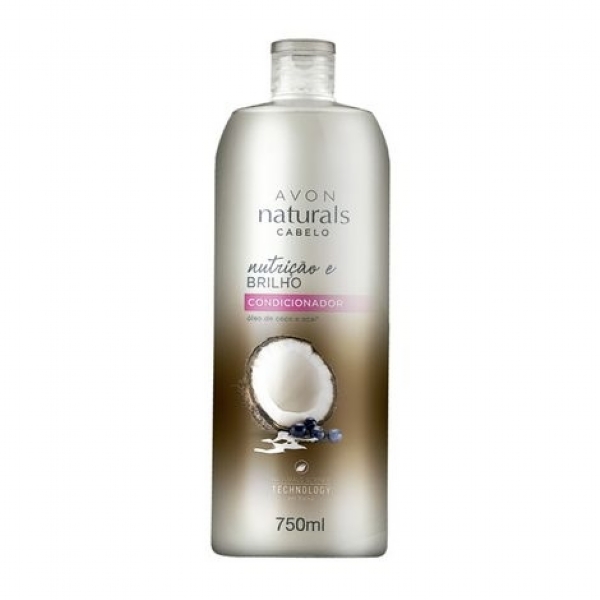 AVON
naturals
CABELO
nutrição e
BRILHO
CONDICIONADOR
óleo de coco e açaí
TECHNOLOGY
750ml